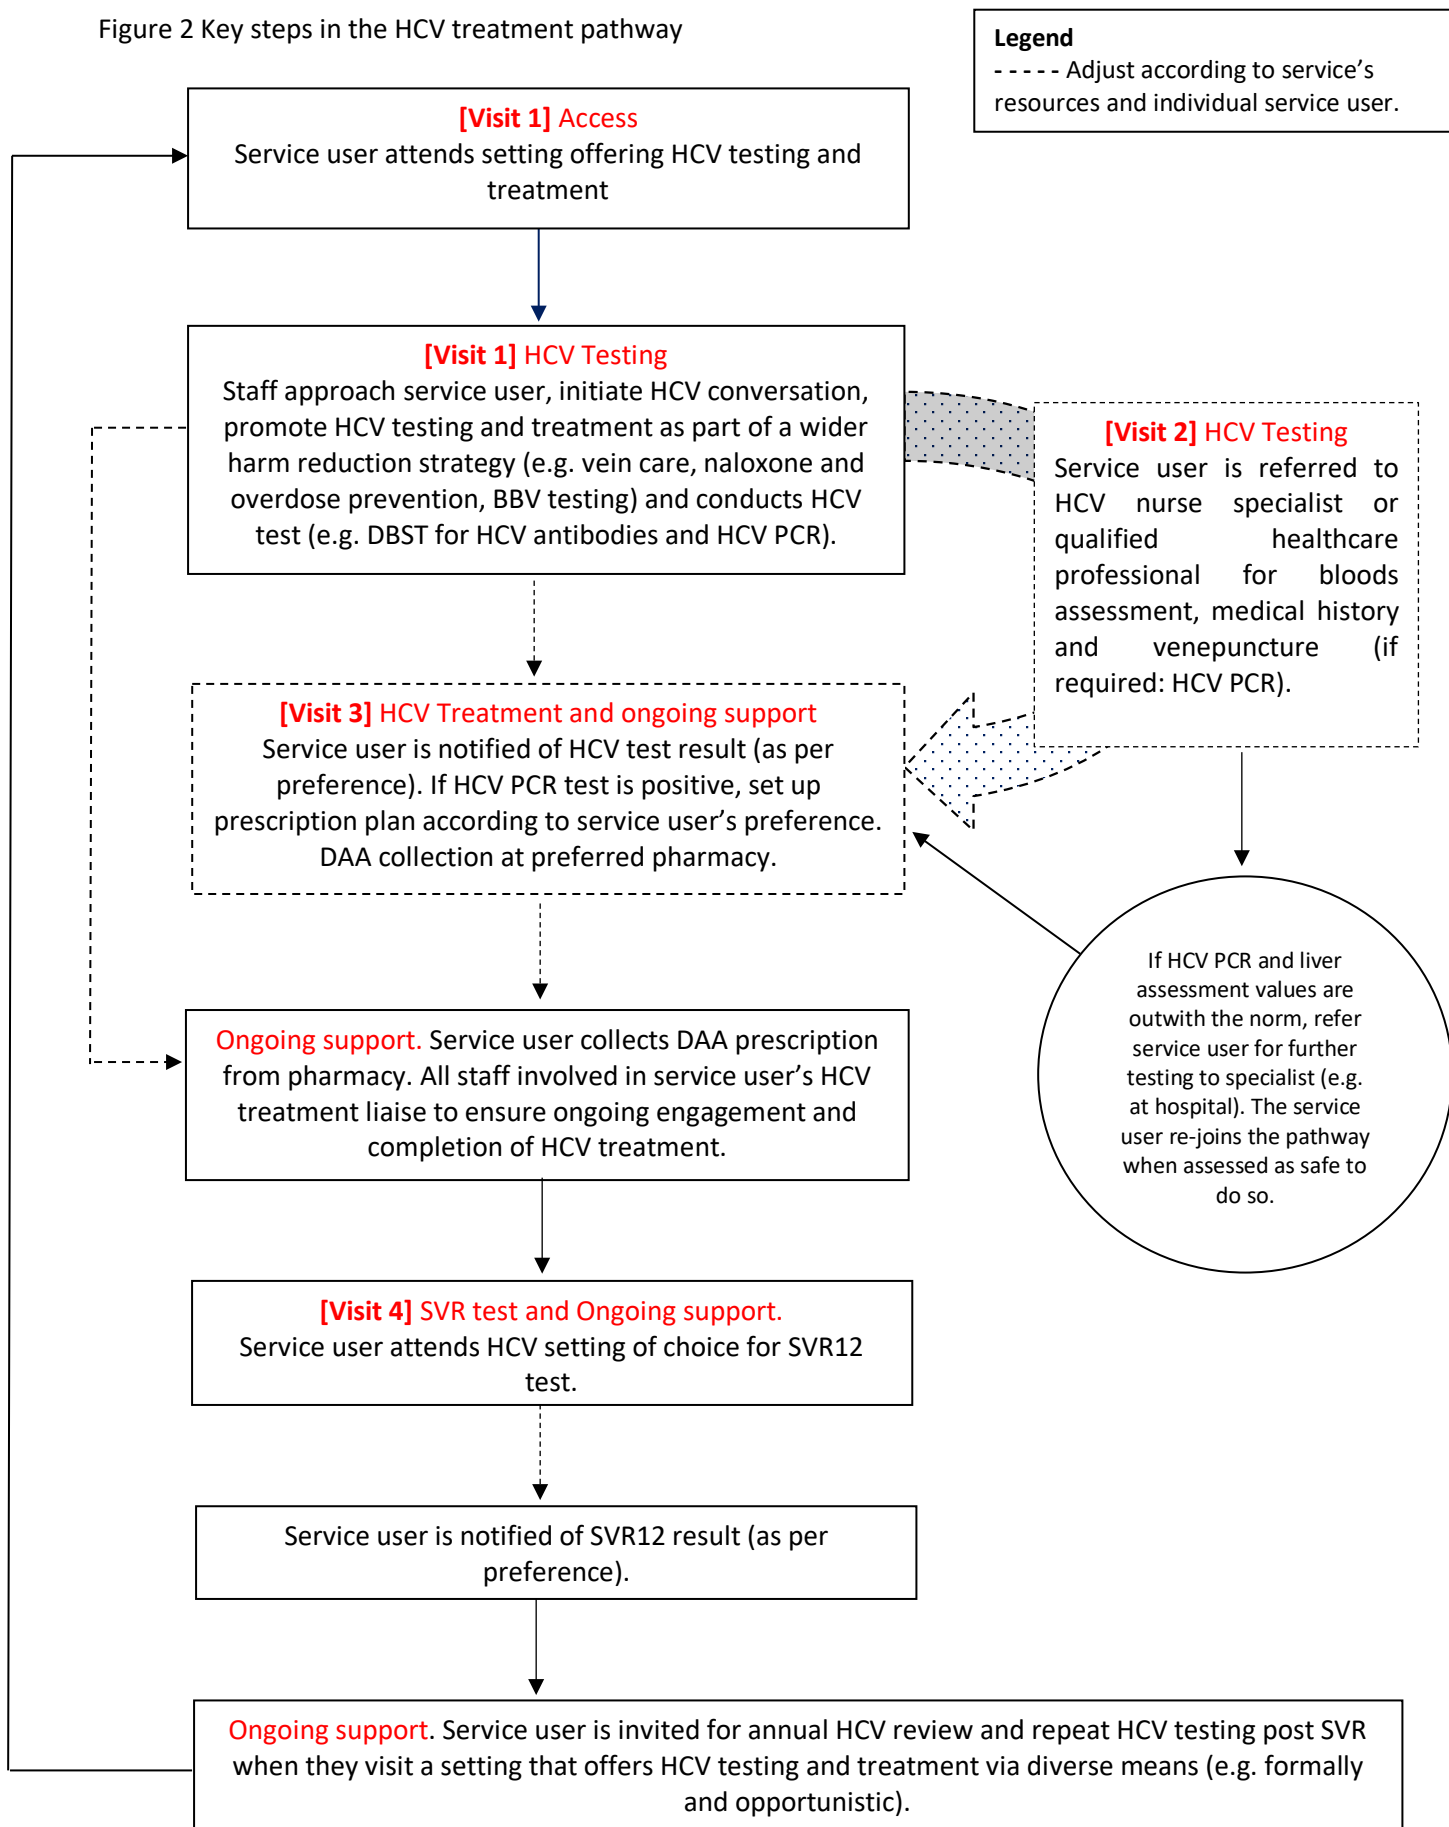 Figure 2 Key steps in the HCV treatment pathway
Legend
- - - - - Adjust according to service’s
resources and individual service user.
[Visit 1] Access
Service user attends setting offering HCV testing and
treatment
[Visit 1] HCV Testing
Staff approach service user, initiate HCV conversation,
promote HCV testing and treatment as part of a wider
harm reduction strategy (e.g. vein care, naloxone and
overdose prevention, BBV testing) and conducts HCV
test (e.g. DBST for HCV antibodies and HCV PCR).
[Visit 2] HCV Testing
Service user is referred to
HCV nurse specialist or
qualified healthcare
professional for bloods
assessment, medical history
and venepuncture (if
required: HCV PCR).
[Visit 3] HCV Treatment and ongoing support
Service user is notified of HCV test result (as per
preference). If HCV PCR test is positive, set up
prescription plan according to service user’s preference.
DAA collection at preferred pharmacy.
If HCV PCR and liver
assessment values are
outwith the norm, refer
service user for further
testing to specialist (e.g.
at hospital). The service
user re-joins the pathway
when assessed as safe to
do so.
Ongoing support. Service user collects DAA prescription
from pharmacy. All staff involved in service user’s HCV
treatment liaise to ensure ongoing engagement and
completion of HCV treatment.
[Visit 4] SVR test and Ongoing support.
Service user attends HCV setting of choice for SVR12
test.
Service user is notified of SVR12 result (as per
preference).
Ongoing support. Service user is invited for annual HCV review and repeat HCV testing post SVR
when they visit a setting that offers HCV testing and treatment via diverse means (e.g. formally
and opportunistic).